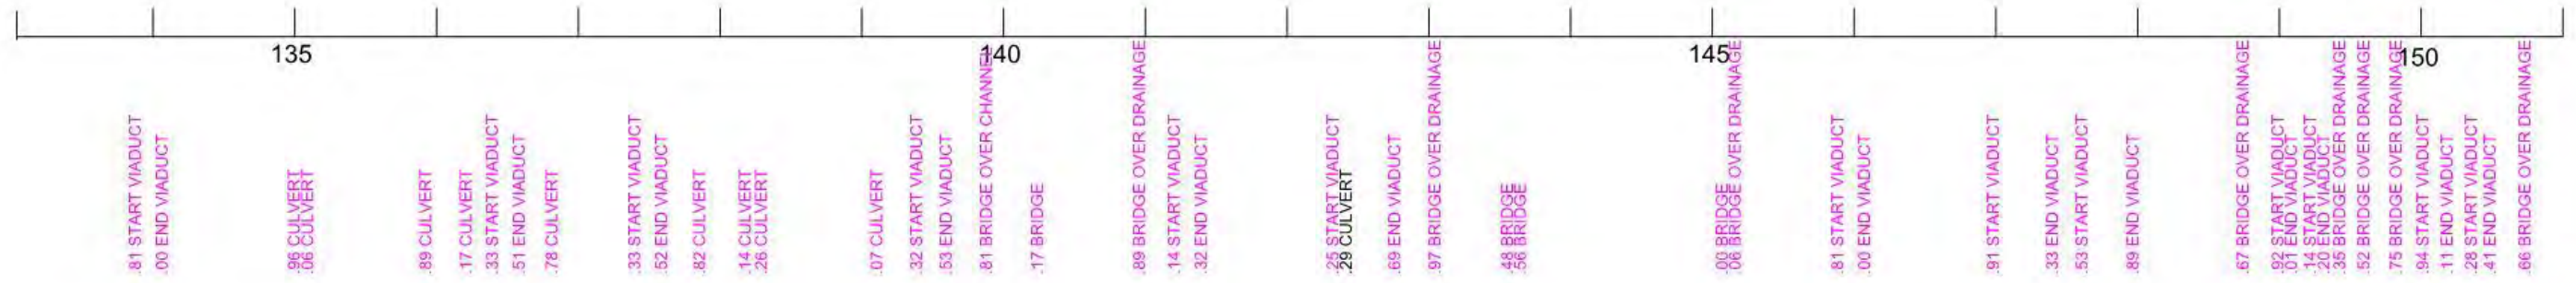 135
140
145
150
.81 START VIADUCT
.00 END VIADUCT
.96 CULVERT
.06 CULVERT
.89 CULVERT
.17 CULVERT
.33 START VIADUCT
.51 END VIADUCT
.78 CULVERT
.33 START VIADUCT
.52 END VIADUCT
.82 CULVERT
.14 CULVERT
.26 CULVERT
.07 CULVERT
.32 START VIADUCT
.53 END VIADUCT
.81 BRIDGE OVER CHANNEL
.17 BRIDGE
.89 BRIDGE OVER DRAINAGE
.14 START VIADUCT
.32 END VIADUCT
.25 START VIADUCT
.29 CULVERT
.69 END VIADUCT
.97 BRIDGE OVER DRAINAGE
.48 BRIDGE
.56 BRIDGE
.00 BRIDGE
.06 BRIDGE OVER DRAINAGE
.81 START VIADUCT
.00 END VIADUCT
.91 START VIADUCT
.33 END VIADUCT
.53 START VIADUCT
.89 END VIADUCT
.67 BRIDGE OVER DRAINAGE
.92 START VIADUCT
.01 END VIADUCT
.14 START VIADUCT
.20 END VIADUCT
.35 BRIDGE OVER DRAINAGE
.52 BRIDGE OVER DRAINAGE
.75 BRIDGE OVER DRAINAGE
.94 START VIADUCT
.11 END VIADUCT
.28 START VIADUCT
.41 END VIADUCT
.66 BRIDGE OVER DRAINAGE